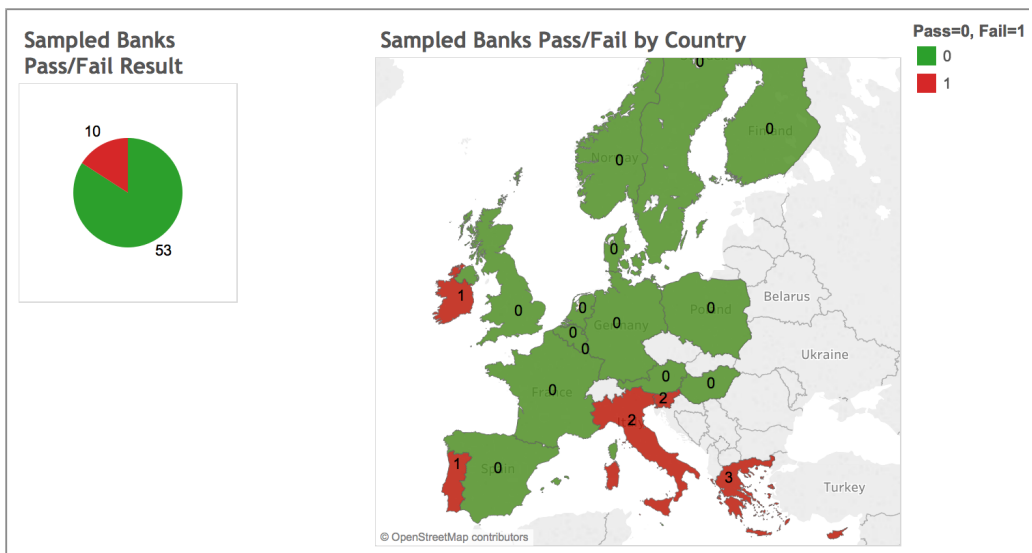 Sampled Banks
Pass/Fail Result
10
53
Sampled Banks Pass/Fail by Country
0
0
Finland
0
Norway
0
1
0
0
0
0
0
Germany
0
Poland
Belarus
Ukraine
0
France
0
0
2
2
1
0
Spain
3
Turkey
© OpenStreetMap contributors
Pass=0, Fail=1
0
1